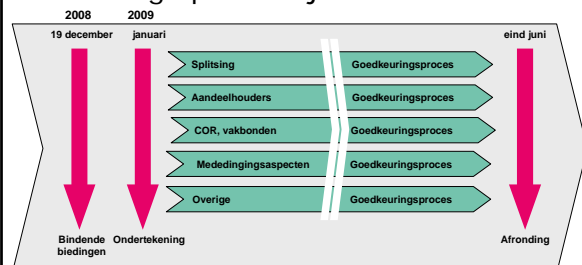 2008 2009
19 december januari eind juni
Splitsing Goedkeuringsproces
Aandeelhouders Goedkeuringsproces
COR, vakbonden Goedkeuringsproces
Mededingingsaspecten Goedkeuringsproces
Overige Goedkeuringsproces
Bindende Ondertekening Afronding
biedingen